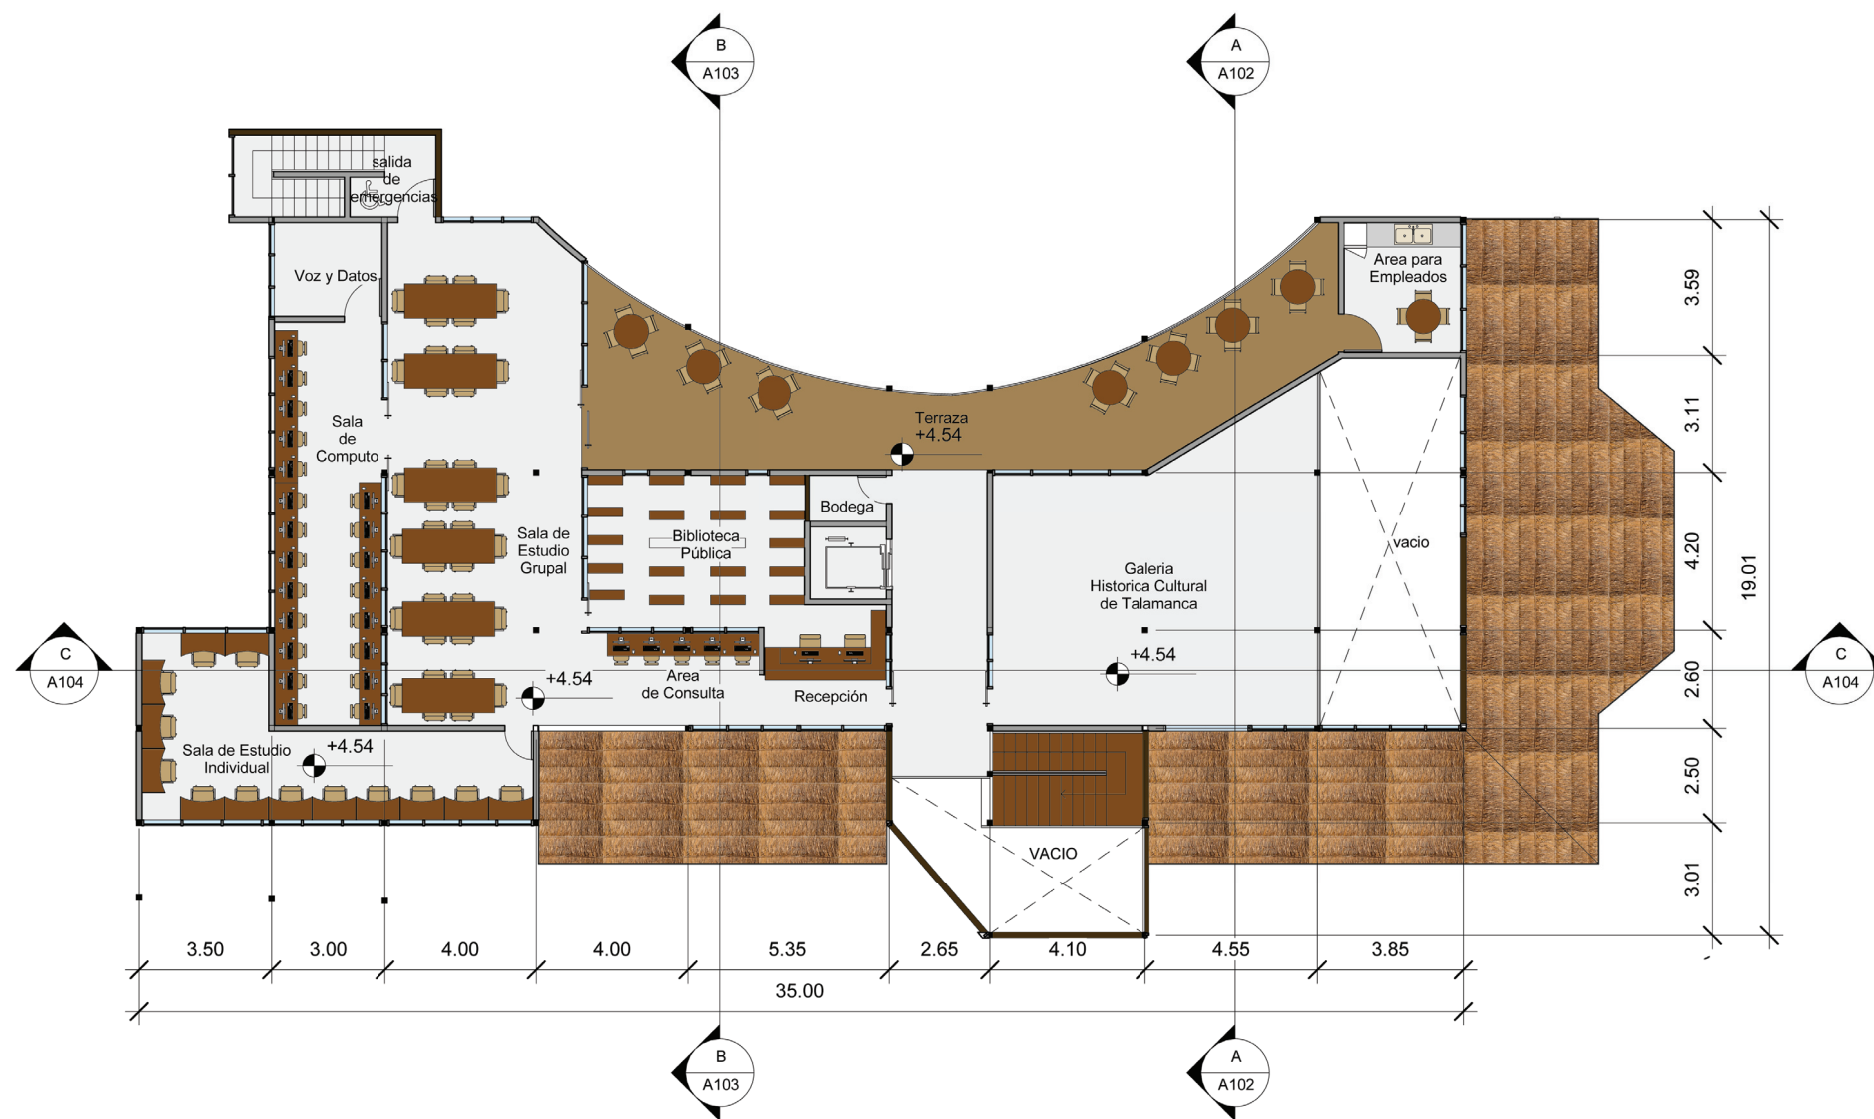 B
A103
A
A102
salida
de
emergencias
Voz y Datos
Area para
Empleados
3.59
Terraza
+4.54
3.11
Sala
de
Computo
Bodega
Sala de
Estudio
Grupal
Biblioteca
Pública
vacio
4.20
19.01
Galeria
Historica Cultural
de Talamanca
C
A104
+4.54
Area
de Consulta
Recepción
+4.54
2.60
C
A104
Sala de Estudio
Individual
+4.54
2.50
VACIO
3.01
3.50
3.00
4.00
4.00
5.35
2.65
4.10
4.55
3.85
35.00
B
A103
A
A102